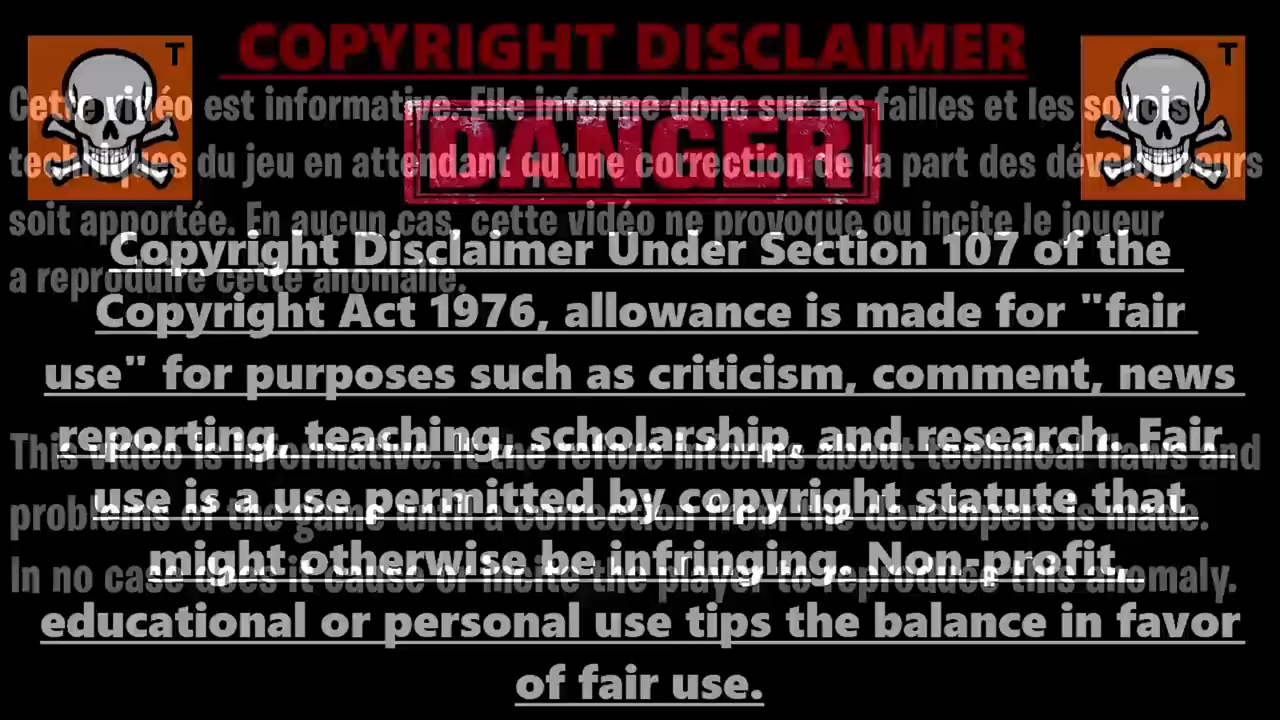 COPYRIGHT DISCLAIMER
T
T
Cette vidéo est informative. Elle informe donc sur les failles et les soucis
DANGER
techniques du jeu en attendant qu'une correction de la part des développeurs
soit apportée. En aucun cas, cette vidéo ne provoque ou incite le joueur
Copyright Disclaimer Under Section 107 of the
a reproduire cette anomalie.
Copyright Act 1976, allowance is made for "fair
use" for purposes such as criticism, comment, news
reporting, teaching, scholarship, and research. Fair
This video is informative. It the refore informs about technical flaws and
use is a use permitted by copyright statute that
problems of the game until a correction from the developers is made.
might otherwise be infringing. Non-profit,
In no case does it cause or incite the player to reproduce this anomaly.
educational or personal use tips the balance in favor
of fair use.